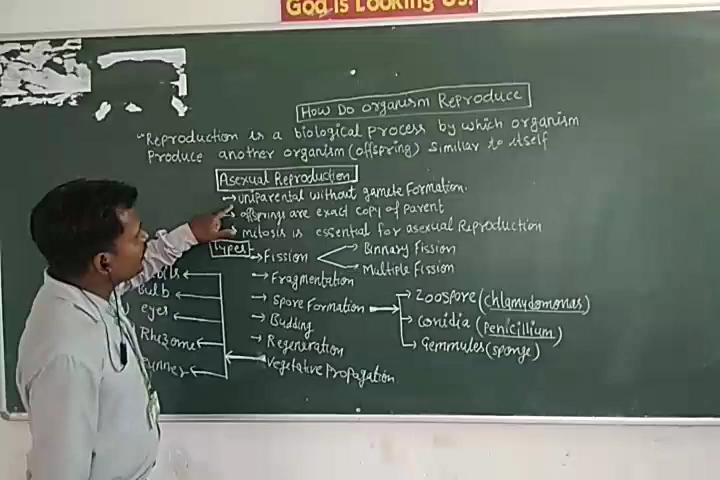 God is Looking Us.
How Do organism Reproduce
"Reproduction is a biological process by which organism
Produce another organism (offspring) similiar to itself
Asexual Reproduction
→ uniparental without gamete Formation.
→ offsprings are exact copy of parent
→ mitosis is essential for asexual Reproduction
Types
→ Fission
Binnary Fission
Multiple Fission
→ Fragmentation
→ Spore Formation
→ Zoospore (chlamydomonas)
→ conidia (penicillium)
→ Gemmules (sponge)
→ Budding
→ Regeneration
→ Vegetative Propagation
Bulb
eyes
Rhizome